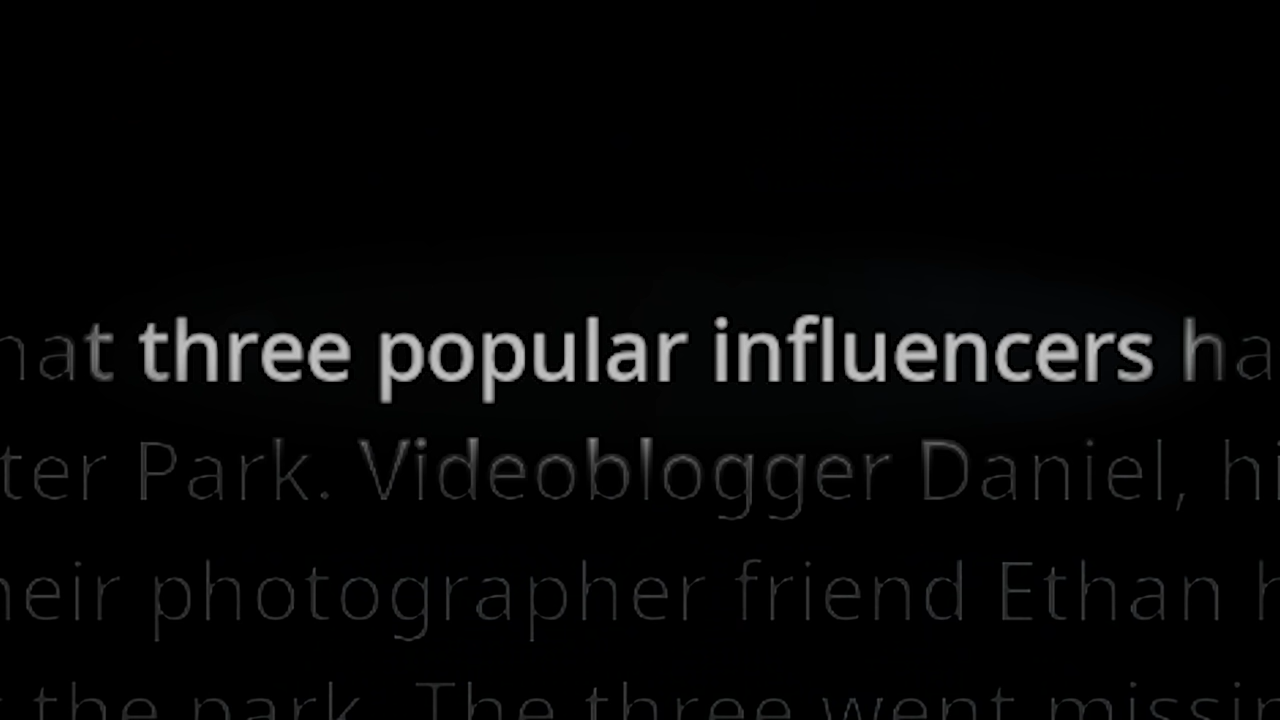 hat three popular influencers ha
ter Park. Videoblogger Daniel, hi
heir photographer friend Ethan h
the park. The three went missin